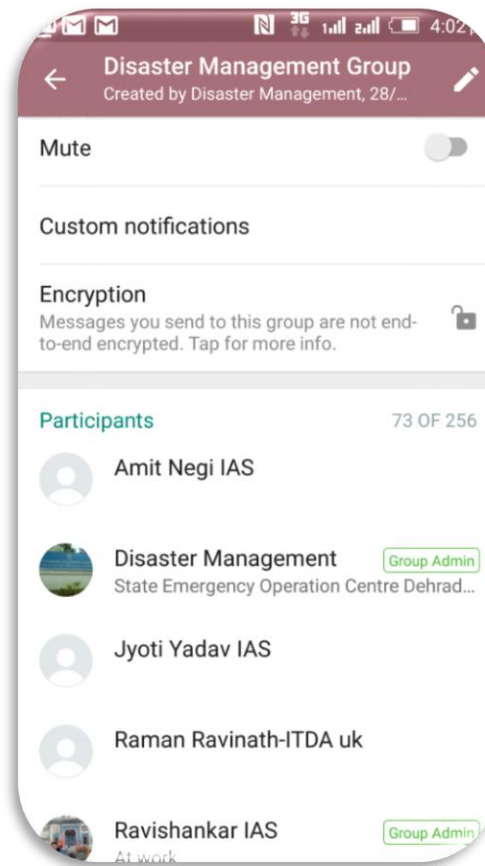 3G 4:02
Disaster Management Group
Created by Disaster Management, 28/...
Mute
Custom notifications
Encryption
Messages you send to this group are not end-
to-end encrypted. Tap for more info.
Participants 73 OF 256
Amit Negi IAS
Disaster Management Group Admin
State Emergency Operation Centre Dehrad...
Jyoti Yadav IAS
Raman Ravinath-ITDA uk
Ravishankar IAS Group Admin
At work